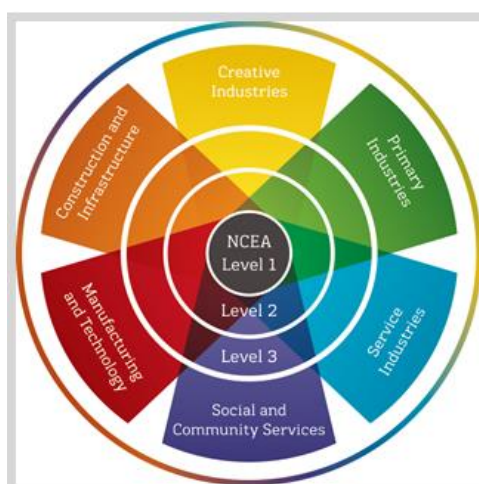 Creative
Industries
Primary
Industries
Service
Industries
Social and
Community Services
Manufacturing
and Technology
Construction and
Infrastructure
NCEA
Level 1
Level 2
Level 3